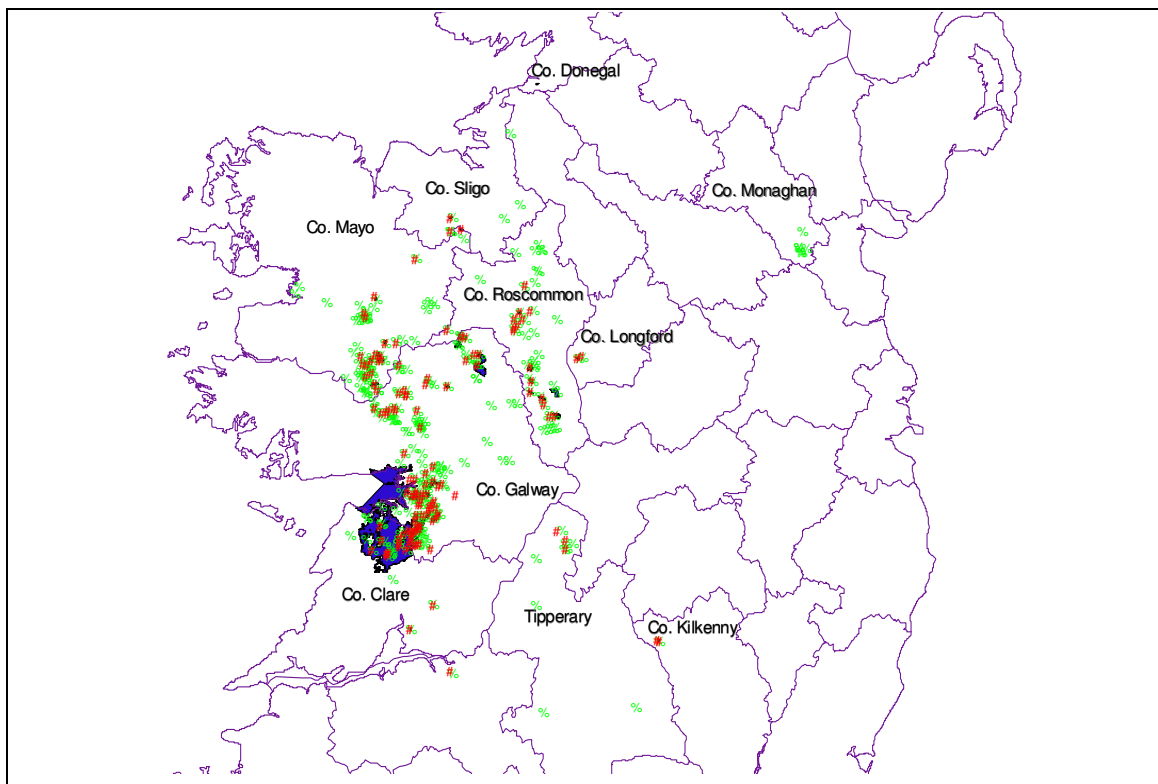 Co. Donegal
Co. Sligo
Co. Monaghan
Co. Mayo
Co. Roscommon
Co. Longford
Co. Galway
Co. Clare
Tipperary
Co. Kilkenny